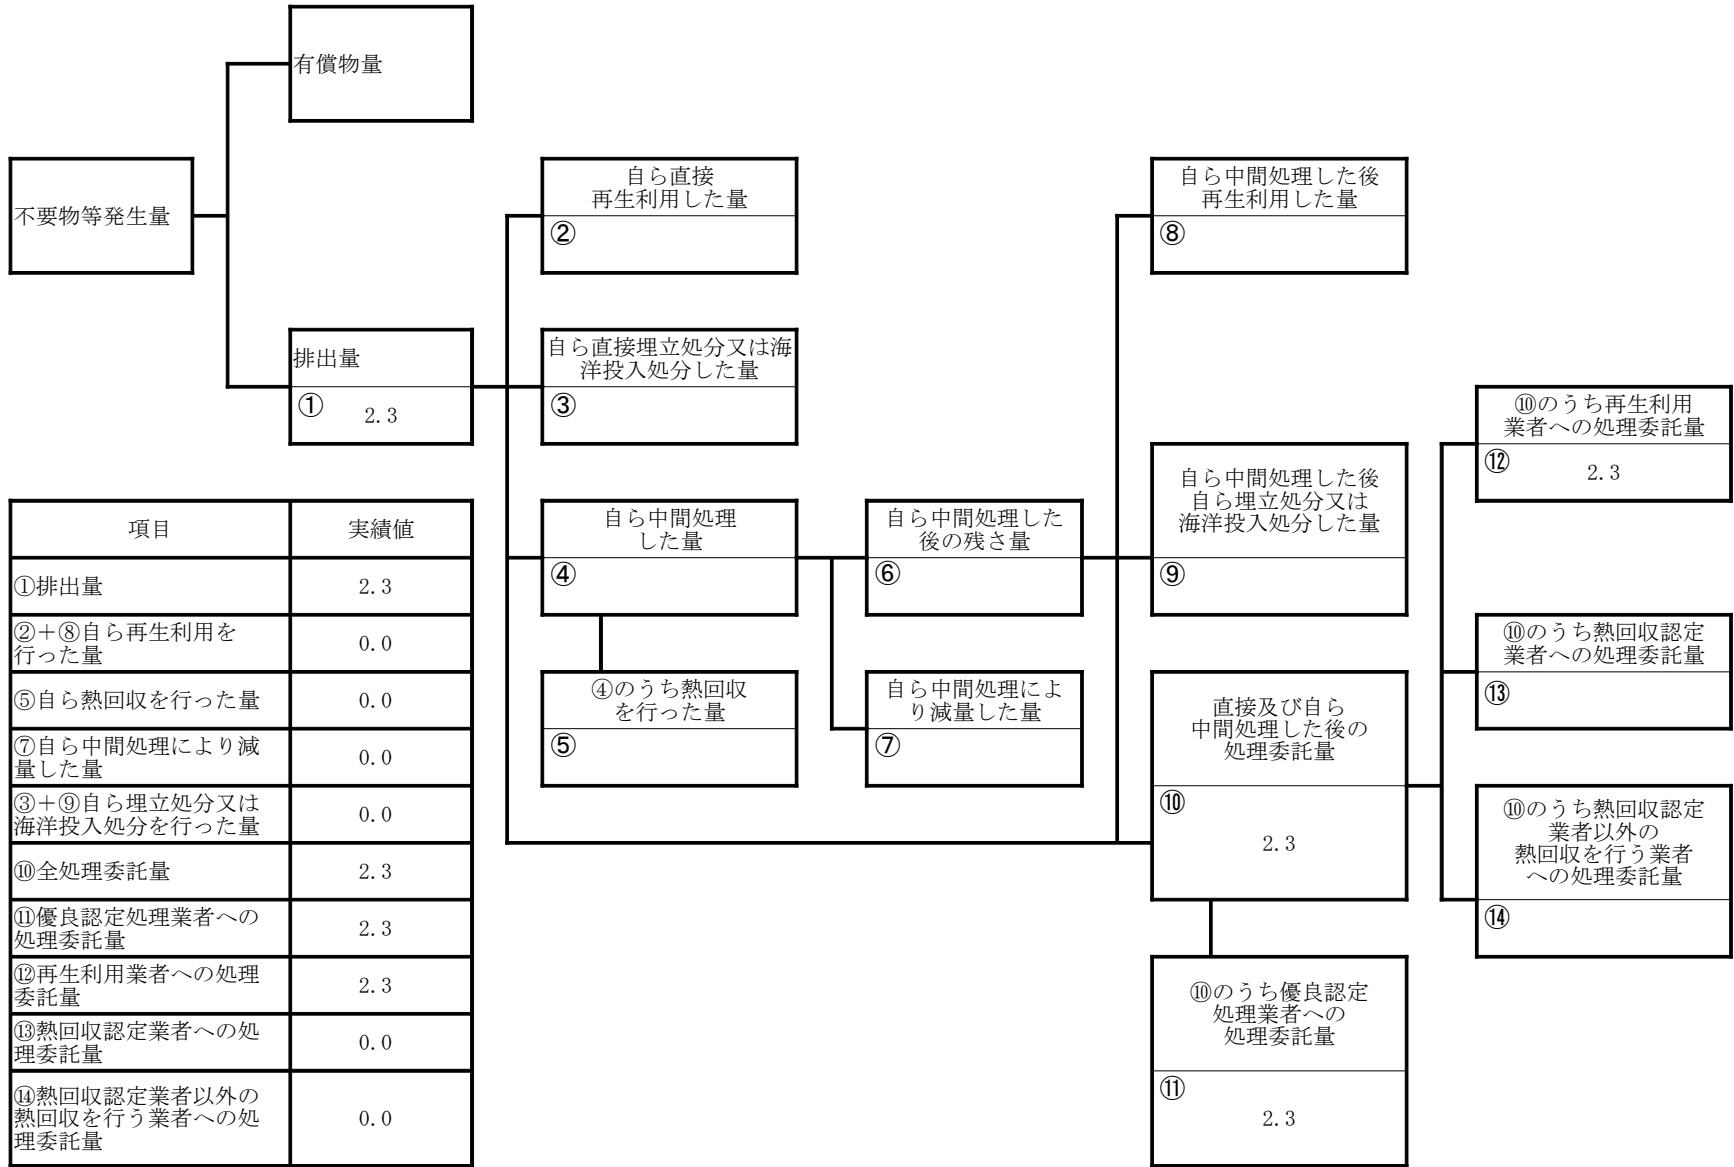 有償物量
不要物等発生量
自ら直接
再生利用した量
②
自ら中間処理した後
再生利用した量
⑧
排出量
①
2.3
自ら直接埋立処分又は海
洋投入処分した量
③
⑩のうち再生利用
業者への処理委託量
⑫
2.3
自ら中間処理
した量
④
自ら中間処理した
後の残さ量
⑥
自ら中間処理した後
自ら埋立処分又は
海洋投入処分した量
⑨
⑩のうち熱回収認定
業者への処理委託量
⑬
④のうち熱回収
を行った量
⑤
自ら中間処理によ
り減量した量
⑦
直接及び自ら
中間処理した後の
処理委託量
⑩
2.3
⑩のうち熱回収認定
業者以外の
熱回収を行う業者
への処理委託量
⑭
⑩のうち優良認定
処理業者への
処理委託量
⑪
2.3
項目 実績値
①排出量 2.3
②＋⑧自ら再生利用を
行った量 0.0
⑤自ら熱回収を行った量 0.0
⑦自ら中間処理により減
量した量 0.0
③＋⑨自ら埋立処分又は
海洋投入処分を行った量 0.0
⑩全処理委託量 2.3
⑪優良認定処理業者への
処理委託量 2.3
⑫再生利用業者への処理
委託量 2.3
⑬熱回収認定業者への処
理委託量 0.0
⑭熱回収認定業者以外の
熱回収を行う業者への処
理委託量 0.0